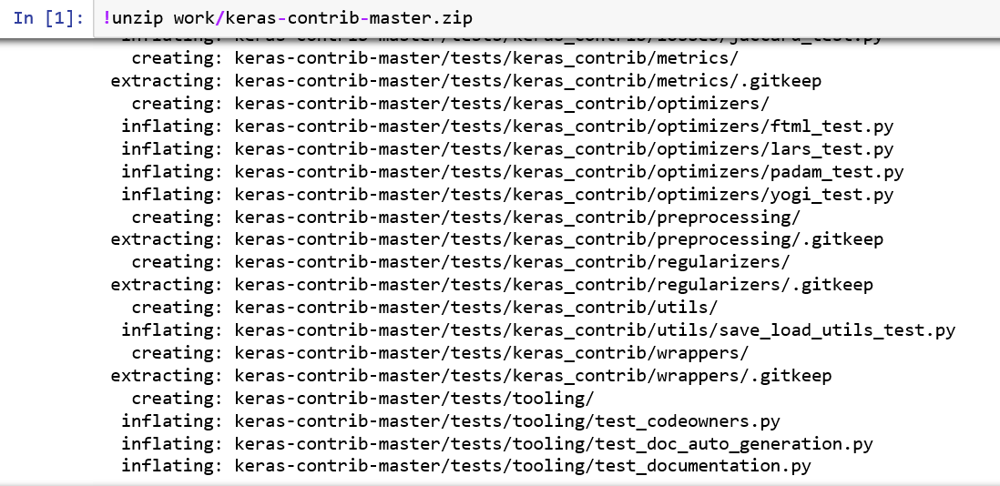 In [1]: !unzip work/keras-contrib-master.zip
inflating: keras-contrib-master/tests/keras_contrib/losses/jaccard_test.py
creating: keras-contrib-master/tests/keras_contrib/metrics/
extracting: keras-contrib-master/tests/keras_contrib/metrics/.gitkeep
creating: keras-contrib-master/tests/keras_contrib/optimizers/
inflating: keras-contrib-master/tests/keras_contrib/optimizers/ftml_test.py
inflating: keras-contrib-master/tests/keras_contrib/optimizers/lars_test.py
inflating: keras-contrib-master/tests/keras_contrib/optimizers/padam_test.py
inflating: keras-contrib-master/tests/keras_contrib/optimizers/yogi_test.py
creating: keras-contrib-master/tests/keras_contrib/preprocessing/
extracting: keras-contrib-master/tests/keras_contrib/preprocessing/.gitkeep
creating: keras-contrib-master/tests/keras_contrib/regularizers/
extracting: keras-contrib-master/tests/keras_contrib/regularizers/.gitkeep
creating: keras-contrib-master/tests/keras_contrib/utils/
inflating: keras-contrib-master/tests/keras_contrib/utils/save_load_utils_test.py
creating: keras-contrib-master/tests/keras_contrib/wrappers/
extracting: keras-contrib-master/tests/keras_contrib/wrappers/.gitkeep
creating: keras-contrib-master/tests/tooling/
inflating: keras-contrib-master/tests/tooling/test_codeowners.py
inflating: keras-contrib-master/tests/tooling/test_doc_auto_generation.py
inflating: keras-contrib-master/tests/tooling/test_documentation.py